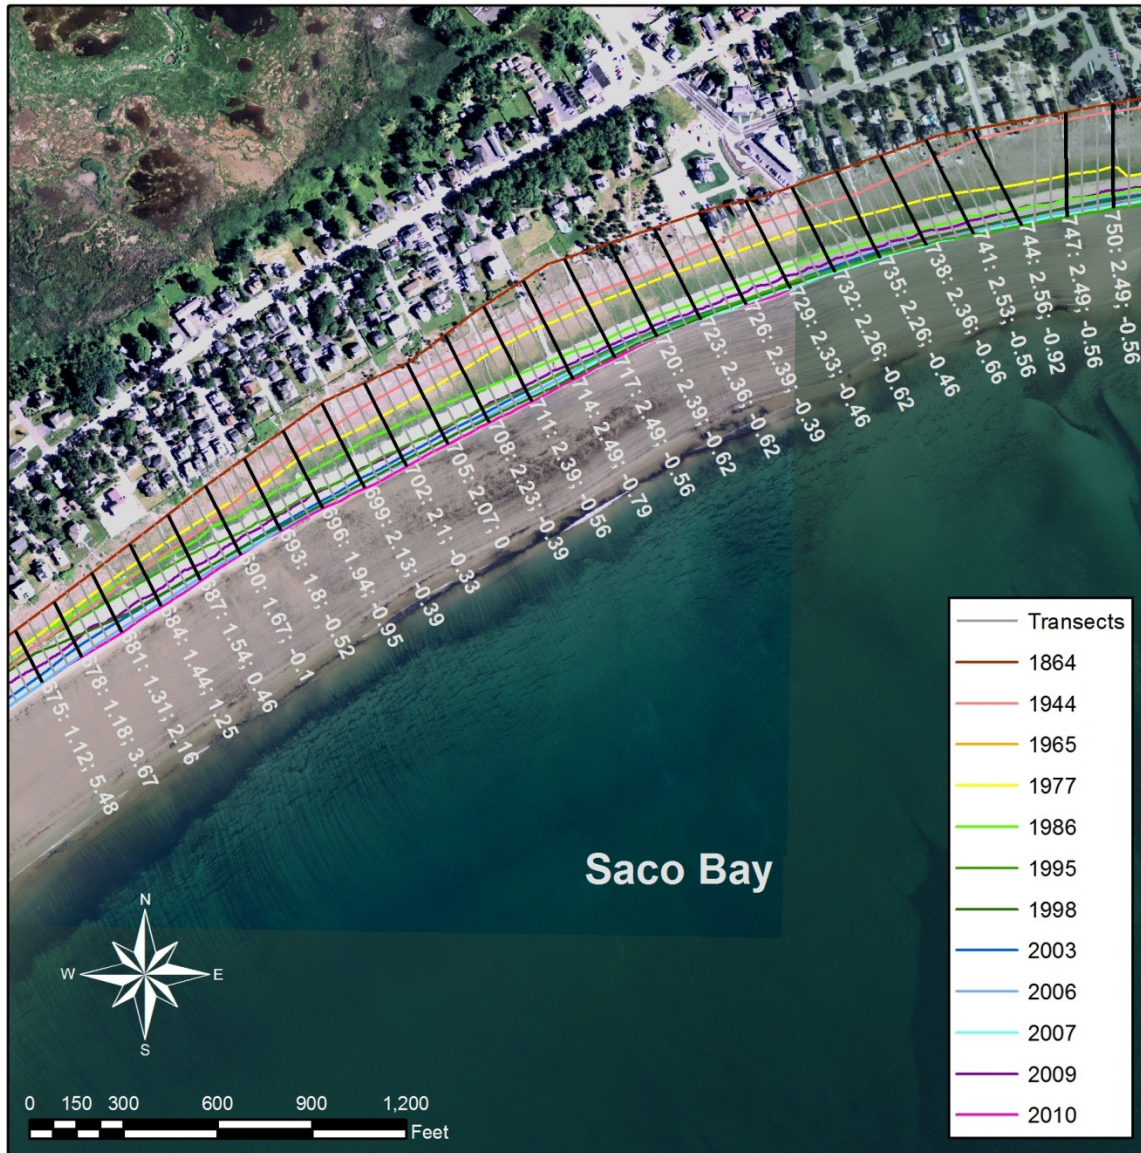 750: 2.49; -0.56
747: 2.49; -0.56
744: 2.56; -0.92
741: 2.53; -0.56
738: 2.36; -0.66
735: 2.26; -0.46
732: 2.26; -0.62
729: 2.33; -0.46
726: 2.39; -0.39
723: 2.36; -0.62
720: 2.39; -0.62
717: 2.49; -0.56
714: 2.49; -0.79
711: 2.39; -0.56
708: 2.23; -0.39
705: 2.07; 0
702: 2.1; -0.33
699: 2.13; -0.39
696: 1.94; -0.95
693: 1.8; -0.52
690: 1.67; -0.1
687: 1.54; 0.46
684: 1.44; 1.25
681: 1.31; 2.16
678: 1.18; 3.67
675: 1.12; 5.48
Saco Bay
N
W E
S
0 150 300 600 900 1,200
Feet
Transects
1864
1944
1965
1977
1986
1995
1998
2003
2006
2007
2009
2010